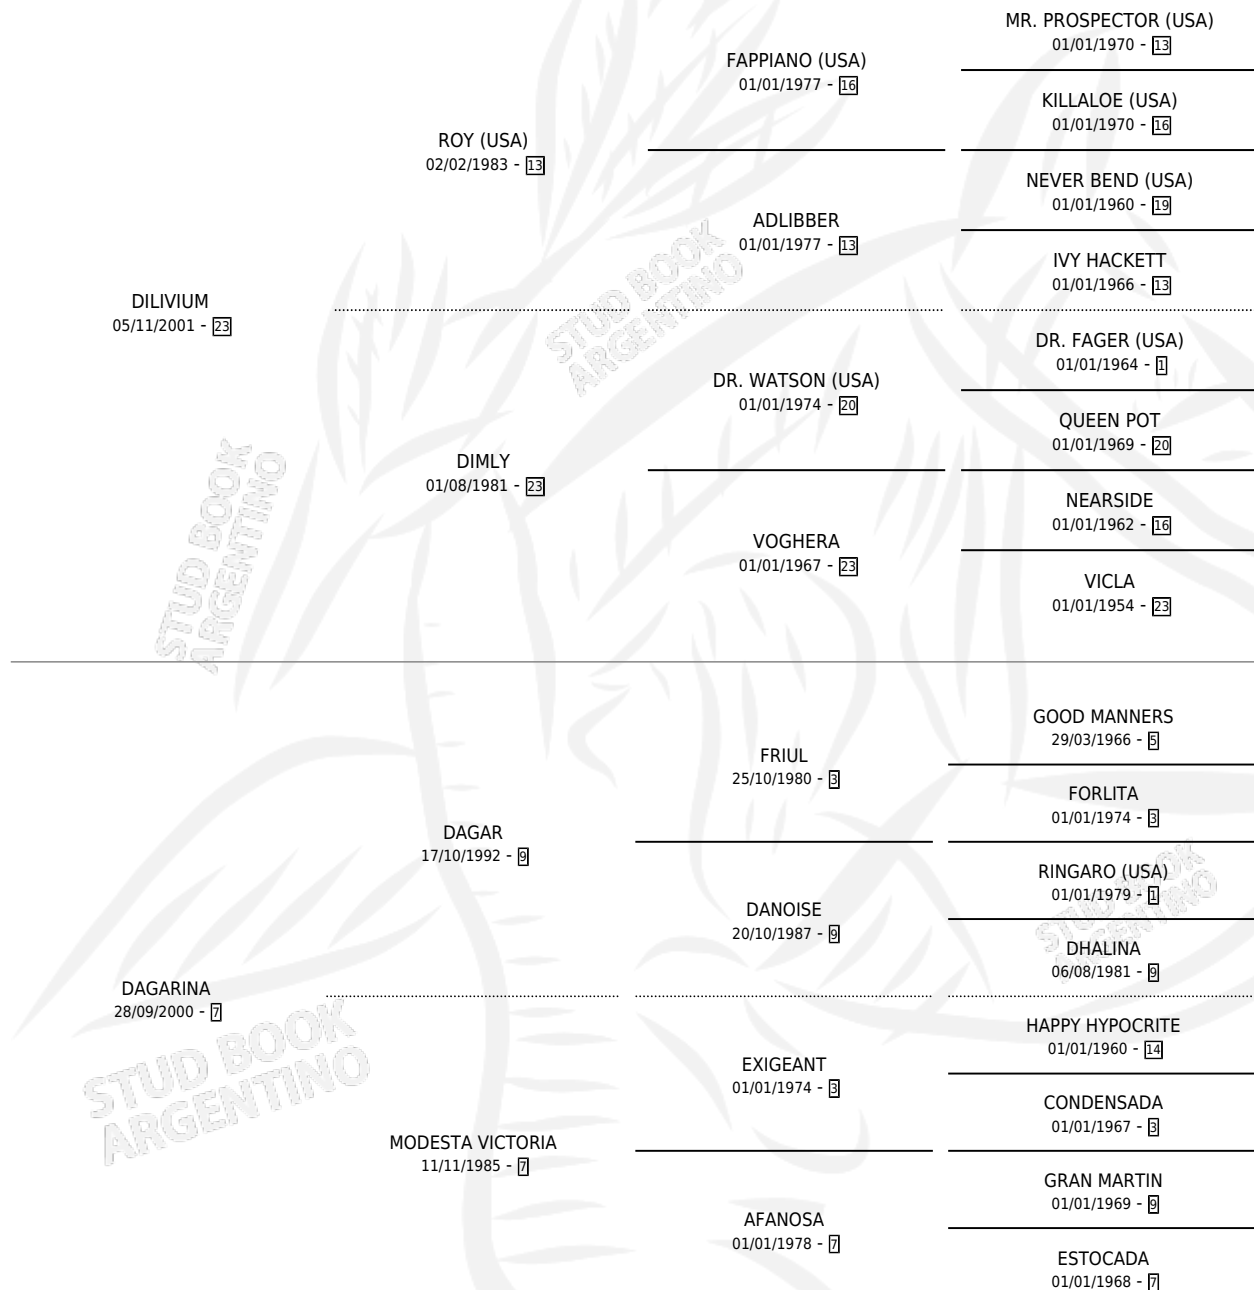 MR. PROSPECTOR (USA)
01/01/1970 - 13
FAPPIANO (USA)
01/01/1977 - 16
KILLALOE (USA)
01/01/1970 - 16
ROY (USA)
02/02/1983 - 13
NEVER BEND (USA)
01/01/1960 - 19
ADLIBBER
01/01/1977 - 13
IVY HACKETT
01/01/1966 - 13
DILIVIUM
05/11/2001 - 23
DR. FAGER (USA)
01/01/1964 - 1
DR. WATSON (USA)
01/01/1974 - 20
QUEEN POT
01/01/1969 - 20
DIMLY
01/08/1981 - 23
NEARSIDE
01/01/1962 - 16
VOGHERA
01/01/1967 - 23
VICLA
01/01/1954 - 23
GOOD MANNERS
29/03/1966 - 5
FRIUL
25/10/1980 - 3
FORLITA
01/01/1974 - 3
DAGAR
17/10/1992 - 9
RINGARO (USA)
01/01/1979 - 1
DANOISE
20/10/1987 - 9
DHALINA
06/08/1981 - 9
DAGARINA
28/09/2000 - 7
HAPPY HYPOCRITE
01/01/1960 - 14
EXIGEANT
01/01/1974 - 3
CONDENSADA
01/01/1967 - 3
MODESTA VICTORIA
11/11/1985 - 7
GRAN MARTIN
01/01/1969 - 9
AFANOSA
01/01/1978 - 7
ESTOCADA
01/01/1968 - 7
STUD BOOK
ARGENTINO
STUD BOOK
ARGENTINO
STUD BOOK
ARGENTINO
STUD BOOK
ARGENTINO